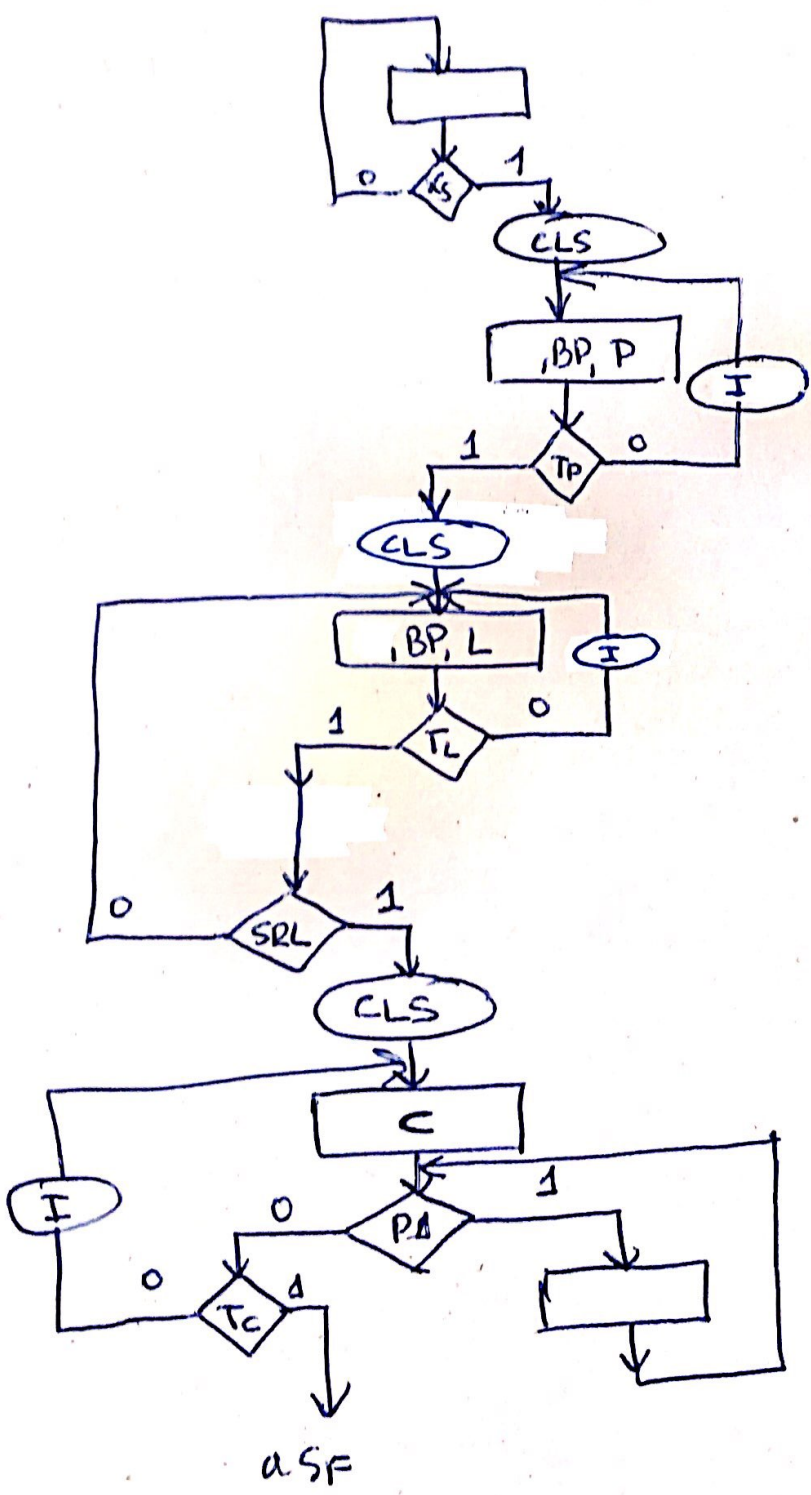 0 fs 1
CLS
,BP, P
I
1 TP 0
CLS
,BP, L
I
1 TL 0
0 SRL 1
CLS
C
1
I
0 P1
0 TC 1
a SF